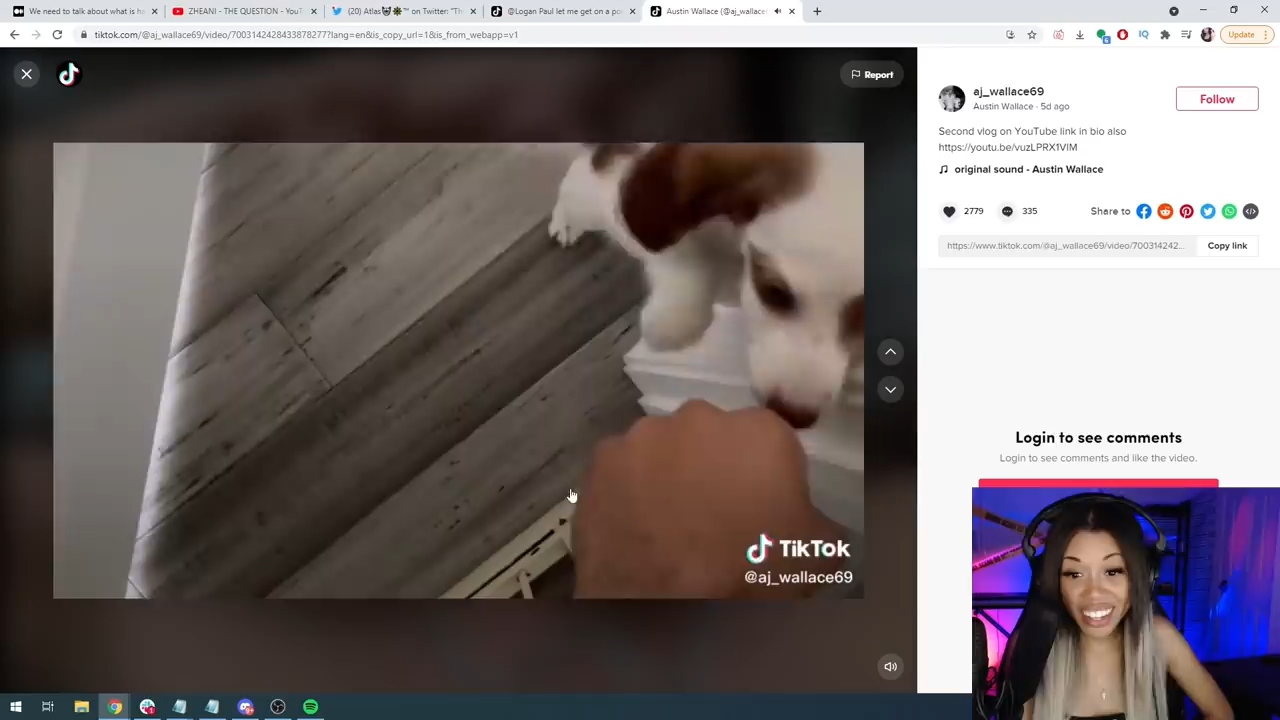 We need to talk about what is ha
ZHEANI - THE QUESTION - YouT
(20) Atlas™ on Twitter: "Th
@Logan Paul let me get on a po
Austin Wallace (@aj_wallace
tiktok.com/@aj_wallace69/video/7003142428433878277?lang=en&is_copy_url=1&is_from_webapp=v1
IQ
Update
Report
aj_wallace69
Austin Wallace · 5d ago
Follow
Second vlog on YouTube link in bio also
https://youtu.be/vuzLPRX1VlM
original sound - Austin Wallace
2779
335
Share to
https://www.tiktok.com/@aj_wallace69/video/700314242...
Copy link
Login to see comments
Login to see comments and like the video.
TikTok
@aj_wallace69